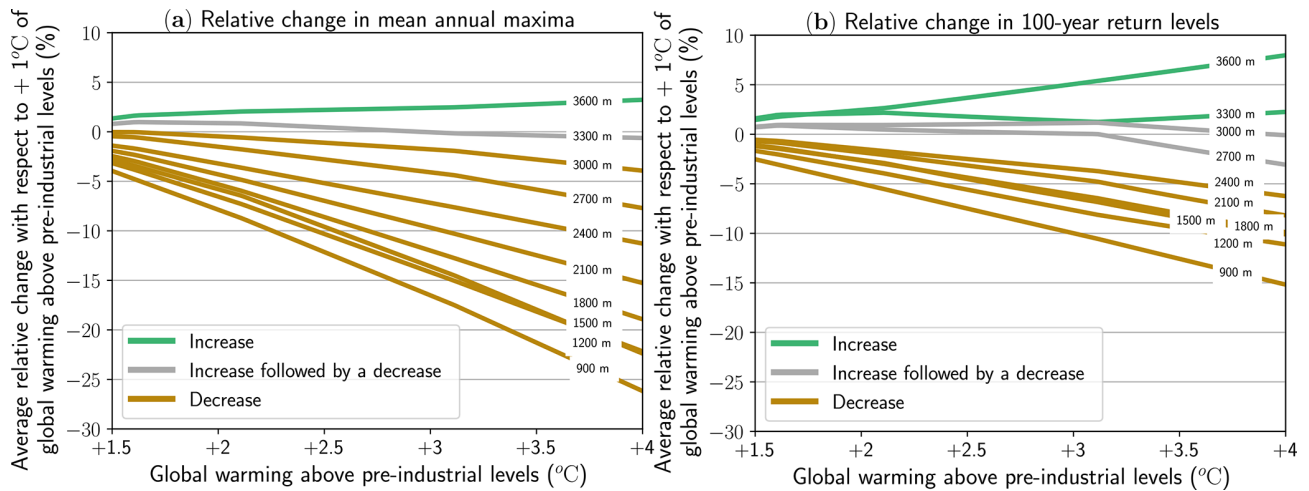 (a) Relative change in mean annual maxima
Average relative change with respect to + 1°C of
global warming above pre-industrial levels (%)
10
5
0
−5
−10
−15
−20
−25
−30
3600 m
3300 m
3000 m
2700 m
2400 m
2100 m
1800 m
1500 m
1200 m
900 m
Increase
Increase followed by a decrease
Decrease
+1.5
+2
+2.5
+3
+3.5
+4
Global warming above pre-industrial levels (°C)
(b) Relative change in 100-year return levels
Average relative change with respect to + 1°C of
global warming above pre-industrial levels (%)
10
5
0
−5
−10
−15
−20
−25
−30
3600 m
3300 m
3000 m
2700 m
2400 m
2100 m
1500 m
1800 m
1200 m
900 m
Increase
Increase followed by a decrease
Decrease
+1.5
+2
+2.5
+3
+3.5
+4
Global warming above pre-industrial levels (°C)